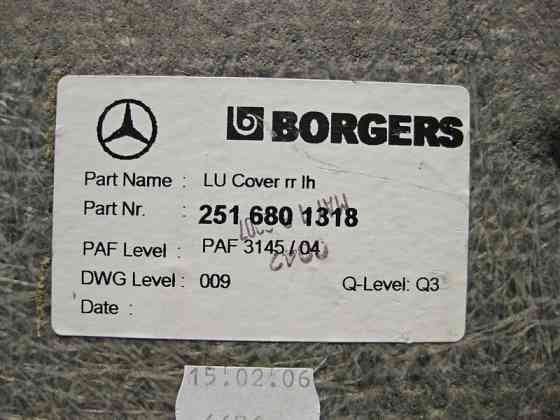 BORGERS
Part Name : LU Cover rr lh
Part Nr. : 251 680 1318
PAF Level : PAF 3145 / 04
DWG Level : 009 Q-Level: Q3
Date :
15.02.06